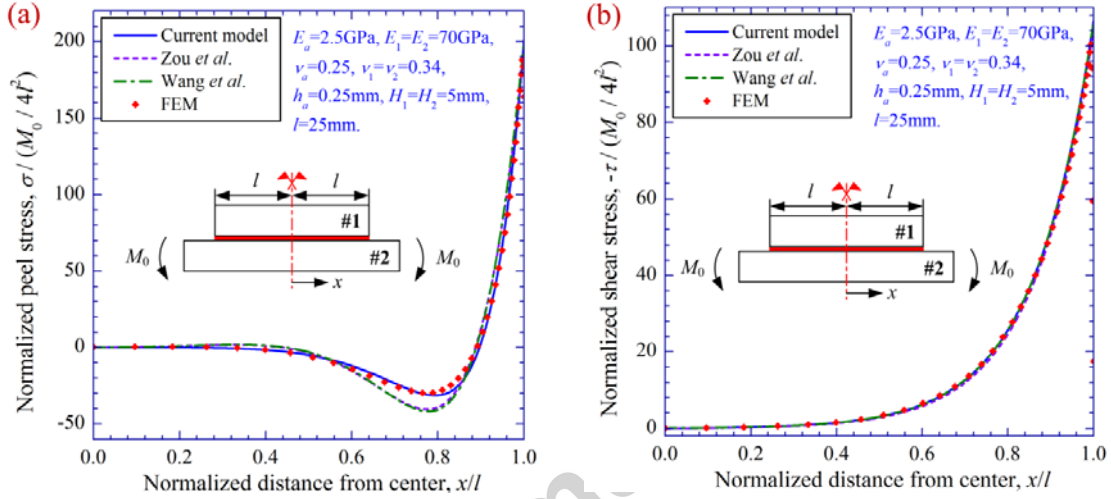 (a)
Normalized peel stress, σ / (M₀ / 4l²)
200
150
100
50
0
-50
Current model
Zou et al.
Wang et al.
FEM
Eₐ=2.5GPa, E₁=E₂=70GPa,
νₐ=0.25, ν₁=ν₂=0.34,
hₐ=0.25mm, H₁=H₂=5mm,
l=25mm.
l l
#1
#2
M₀ M₀
x
0.0 0.2 0.4 0.6 0.8 1.0
Normalized distance from center, x/l
(b)
Normalized shear stress, -τ / (M₀ / 4l²)
100
80
60
40
20
0
Current model
Zou et al.
Wang et al.
FEM
Eₐ=2.5GPa, E₁=E₂=70GPa,
νₐ=0.25, ν₁=ν₂=0.34,
hₐ=0.25mm, H₁=H₂=5mm,
l=25mm.
l l
#1
#2
M₀ M₀
x
0.0 0.2 0.4 0.6 0.8 1.0
Normalized distance from center, x/l